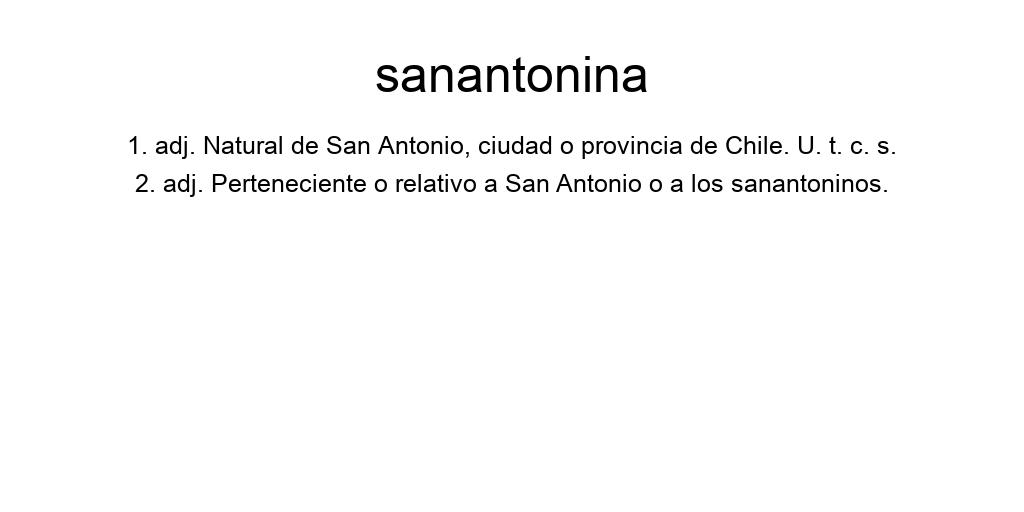 sanantonina
1. adj. Natural de San Antonio, ciudad o provincia de Chile. U. t. c. s.
2. adj. Perteneciente o relativo a San Antonio o a los sanantoninos.